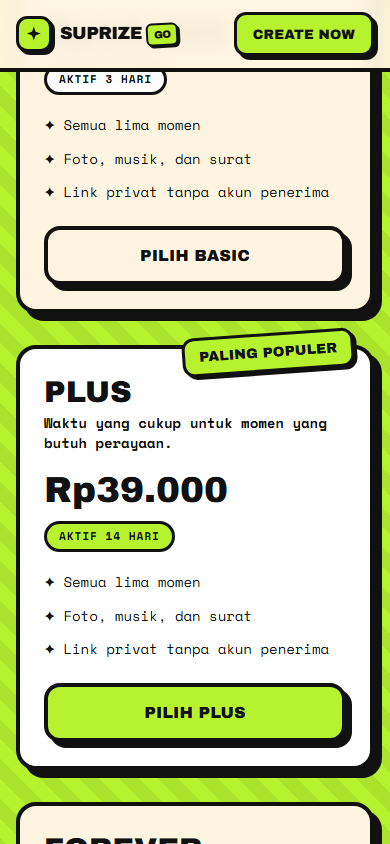 SUPRIZE GO
CREATE NOW
AKTIF 3 HARI
✦ Semua lima momen
✦ Foto, musik, dan surat
✦ Link privat tanpa akun penerima
PILIH BASIC
PALING POPULER
PLUS
Waktu yang cukup untuk momen yang
butuh perayaan.
Rp39.000
AKTIF 14 HARI
✦ Semua lima momen
✦ Foto, musik, dan surat
✦ Link privat tanpa akun penerima
PILIH PLUS
FOREVER